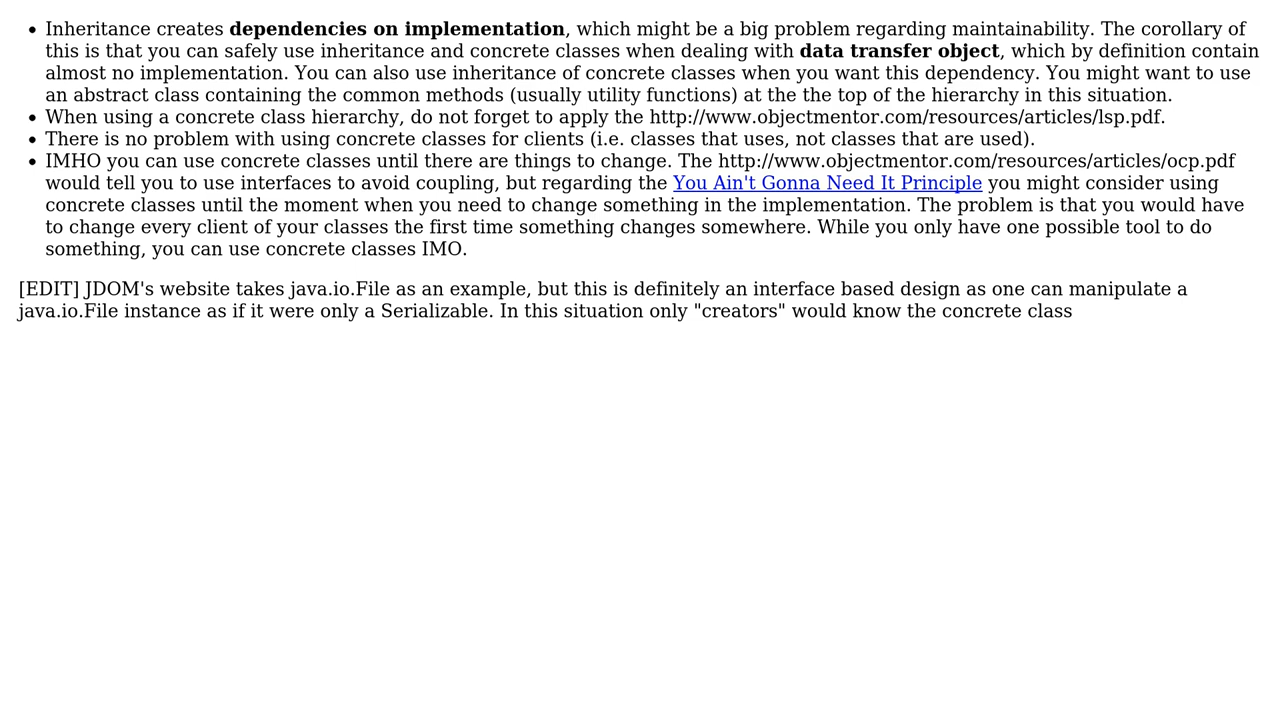 • Inheritance creates dependencies on implementation, which might be a big problem regarding maintainability. The corollary of
this is that you can safely use inheritance and concrete classes when dealing with data transfer object, which by definition contain
almost no implementation. You can also use inheritance of concrete classes when you want this dependency. You might want to use
an abstract class containing the common methods (usually utility functions) at the the top of the hierarchy in this situation.
• When using a concrete class hierarchy, do not forget to apply the http://www.objectmentor.com/resources/articles/lsp.pdf.
• There is no problem with using concrete classes for clients (i.e. classes that uses, not classes that are used).
• IMHO you can use concrete classes until there are things to change. The http://www.objectmentor.com/resources/articles/ocp.pdf
would tell you to use interfaces to avoid coupling, but regarding the You Ain't Gonna Need It Principle you might consider using
concrete classes until the moment when you need to change something in the implementation. The problem is that you would have
to change every client of your classes the first time something changes somewhere. While you only have one possible tool to do
something, you can use concrete classes IMO.
[EDIT] JDOM's website takes java.io.File as an example, but this is definitely an interface based design as one can manipulate a
java.io.File instance as if it were only a Serializable. In this situation only "creators" would know the concrete class